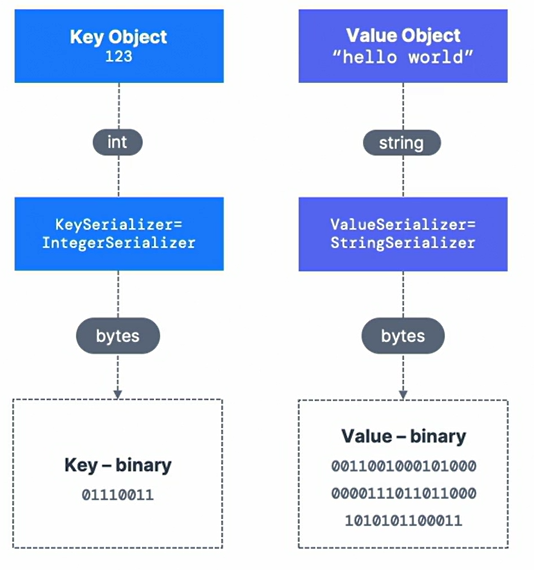 Key Object
123
int
KeySerializer=
IntegerSerializer
bytes
Key – binary
01110011
Value Object
“hello world”
string
ValueSerializer=
StringSerializer
bytes
Value – binary
0011001000101000
0000111011011000
1010101100011